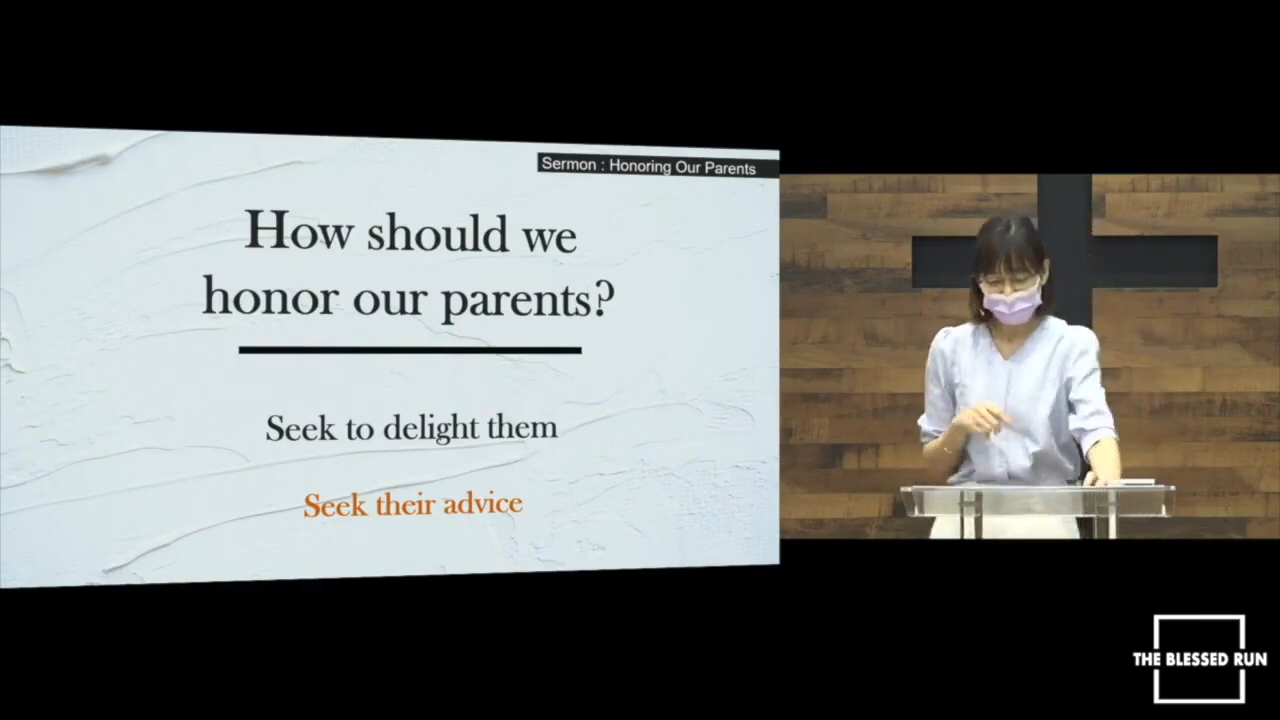 Sermon : Honoring Our Parents
How should we
honor our parents?
Seek to delight them
Seek their advice
THE BLESSED RUN